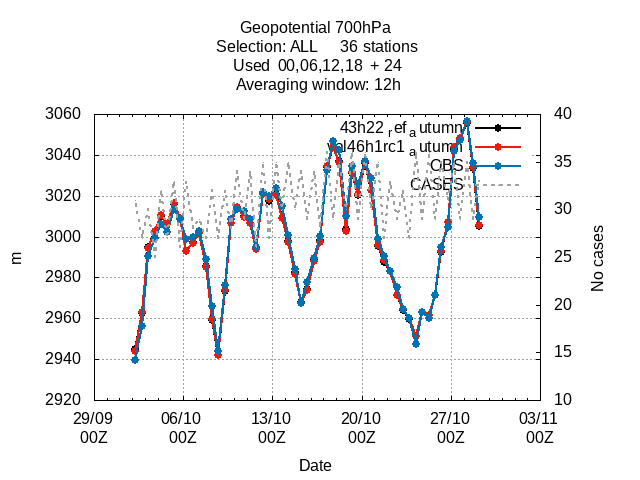 Geopotential 700hPa
Selection: ALL 36 stations
Used 00,06,12,18 + 24
Averaging window: 12h
3060
3040
3020
3000
2980
2960
2940
2920
40
35
30
25
20
15
10
m
No cases
43h22_ref_autumn
pl46h1rc1_autumn
OBS
CASES
29/09 06/10 13/10 20/10 27/10 03/11
00Z 00Z 00Z 00Z 00Z 00Z
Date